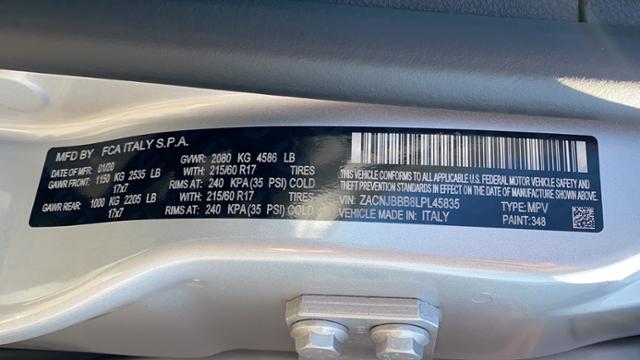 MFD BY FCA ITALY S.P.A.
DATE OF MFR: 01/20 GVWR: 2080 KG 4586 LB
GAWR FRONT: 1150 KG 2535 LB WITH: 215/60 R17 TIRES
17x7 RIMS AT: 240 KPA(35 PSI) COLD
GAWR REAR: 1000 KG 2205 LB WITH: 215/60 R17 TIRES
17x7 RIMS AT: 240 KPA(35 PSI) COLD
THIS VEHICLE CONFORMS TO ALL APPLICABLE
U.S. FEDERAL MOTOR VEHICLE SAFETY
IN EFFECT ON THE DATE OF MANUFACTURE SHOWN ABOVE.
VIN: ZACNJBBB8LPL45835 TYPE: MPV
VEHICLE MADE IN: ITALY PAINT: 348